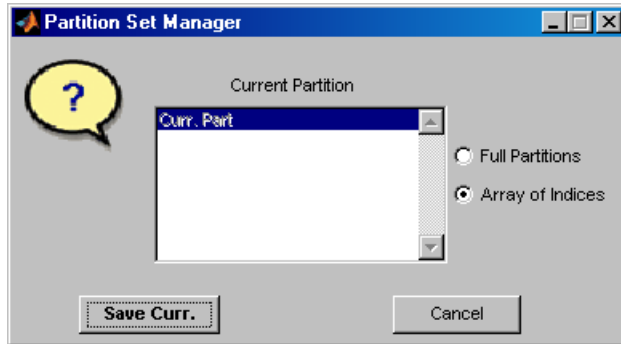 Partition Set Manager
?
Current Partition
Curr. Part
Full Partitions
Array of Indices
Save Curr.
Cancel